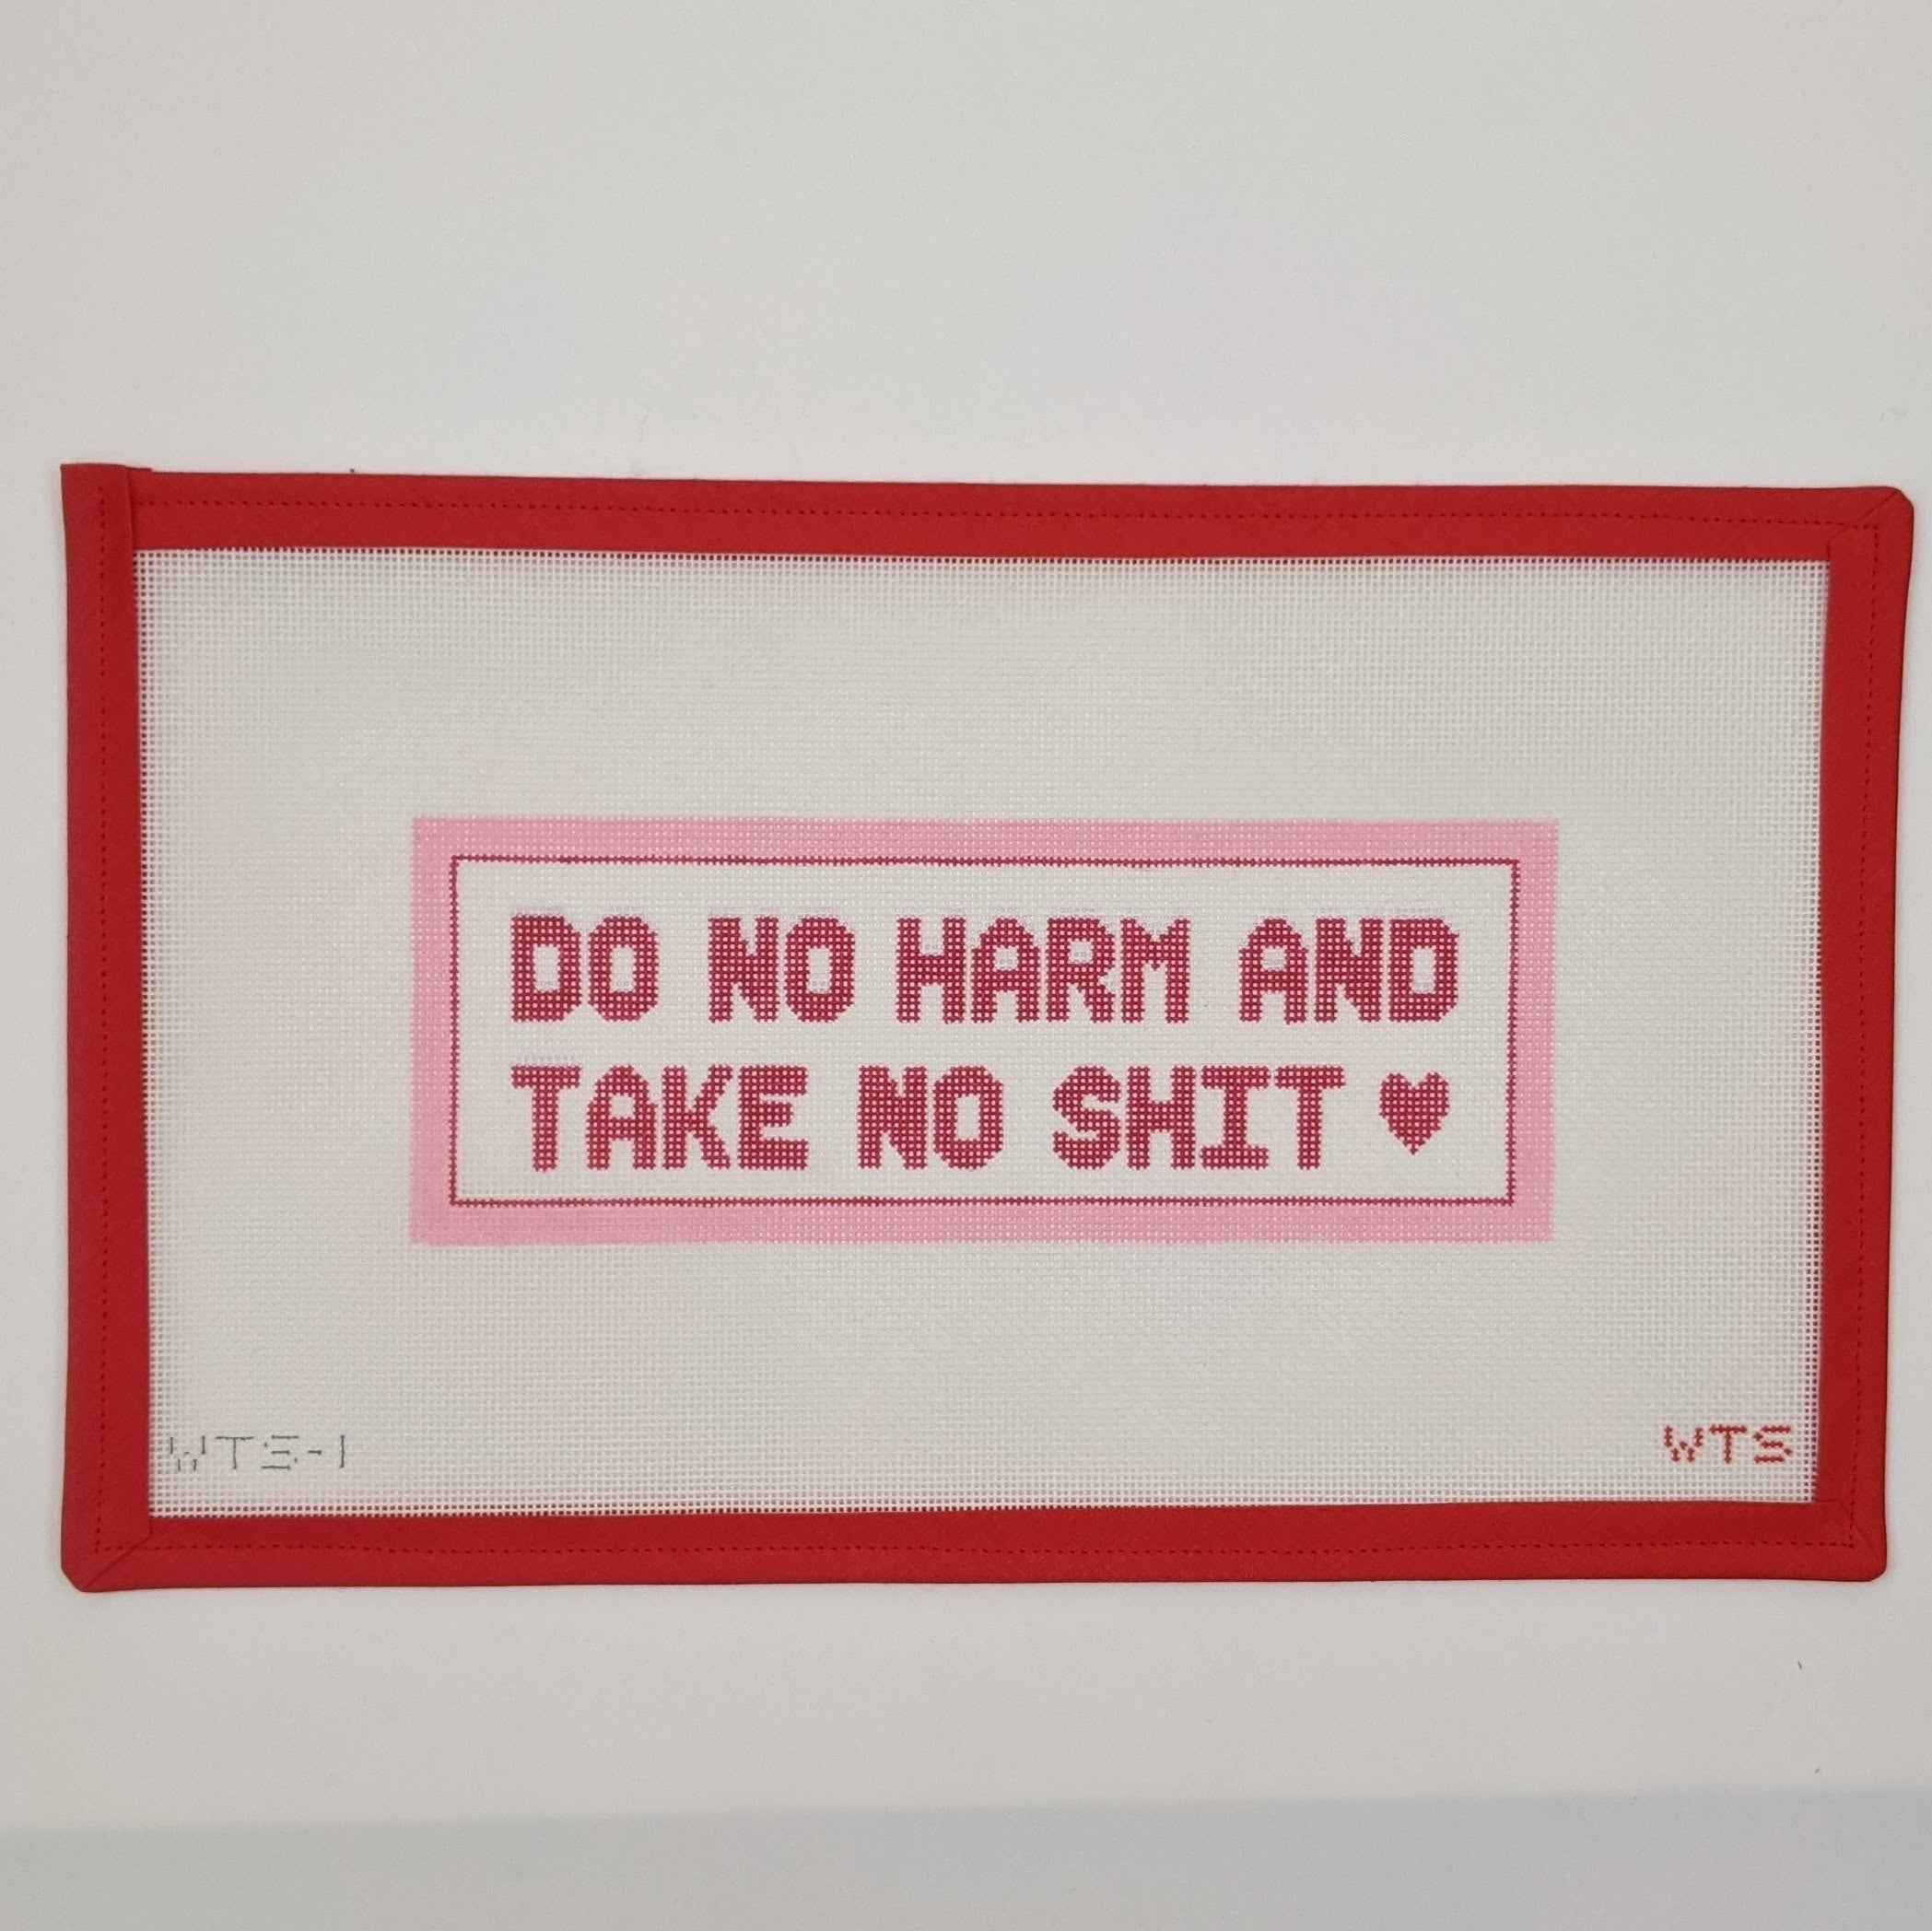 DO NO HARM AND
TAKE NO SHIT ♥
WTS-1
WTS